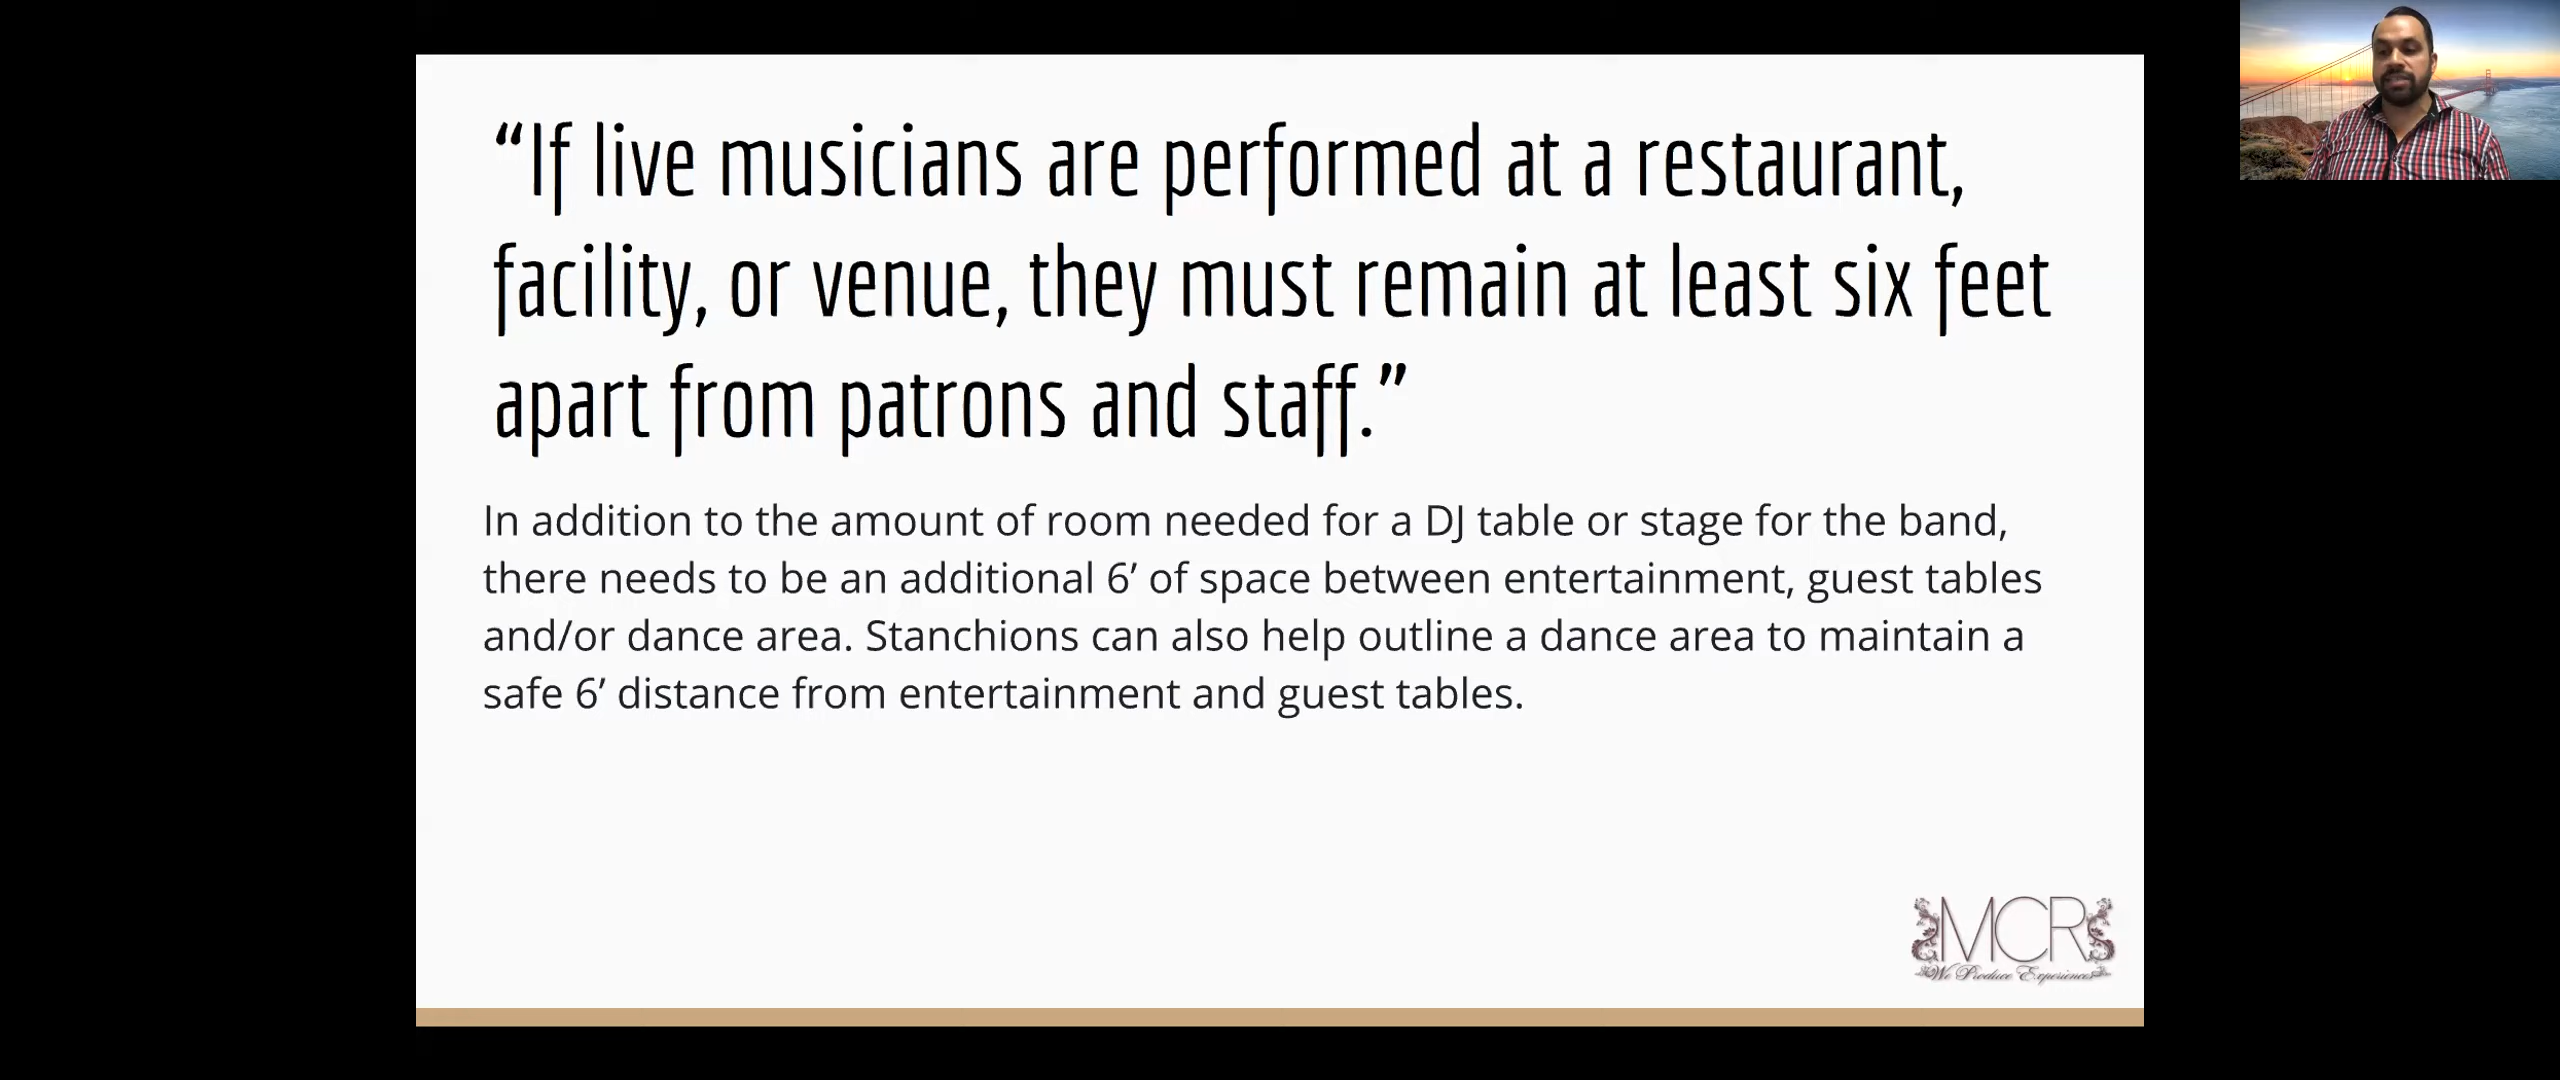 “If live musicians are performed at a restaurant,
facility, or venue, they must remain at least six feet
apart from patrons and staff.”
In addition to the amount of room needed for a DJ table or stage for the band,
there needs to be an additional 6’ of space between entertainment, guest tables
and/or dance area. Stanchions can also help outline a dance area to maintain a
safe 6’ distance from entertainment and guest tables.
MCR
We Produce Experiences